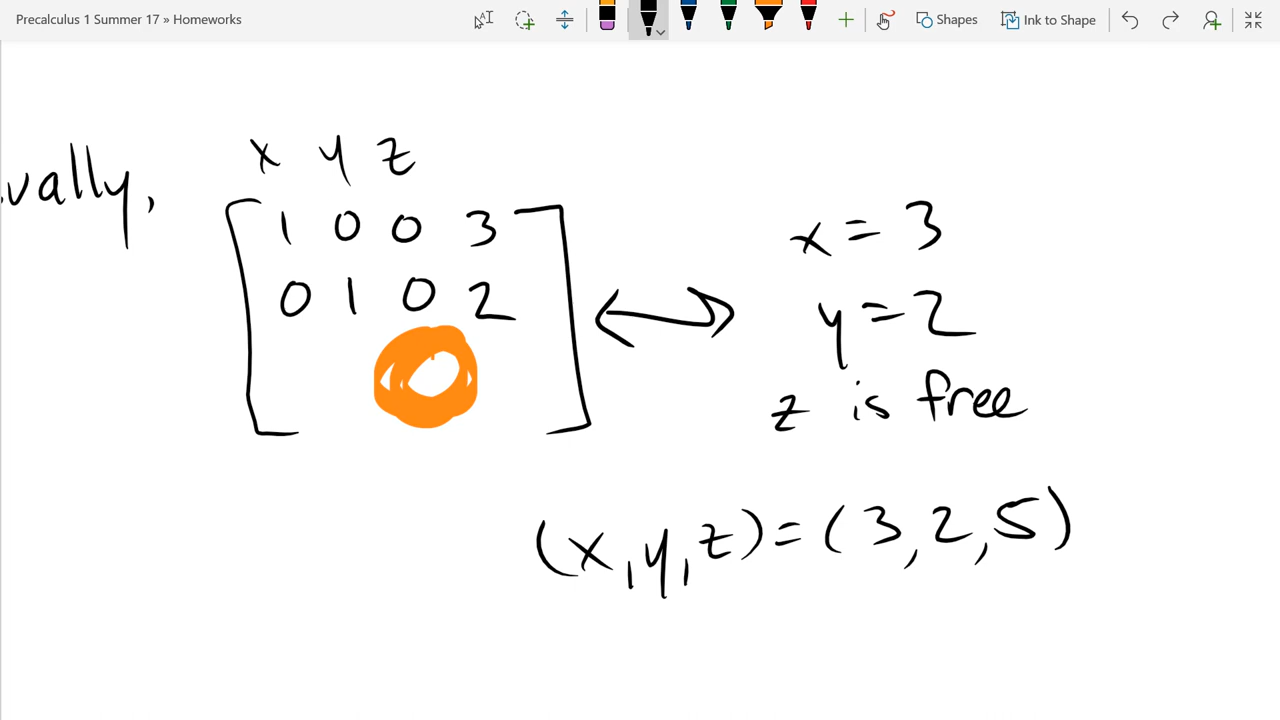 Precalculus 1 Summer 17 » Homeworks
Shapes
Ink to Shape
vally,
x y z
1 0 0 3
0 1 0 2
x = 3
y = 2
z is free
(x,y,z) = (3,2,5)